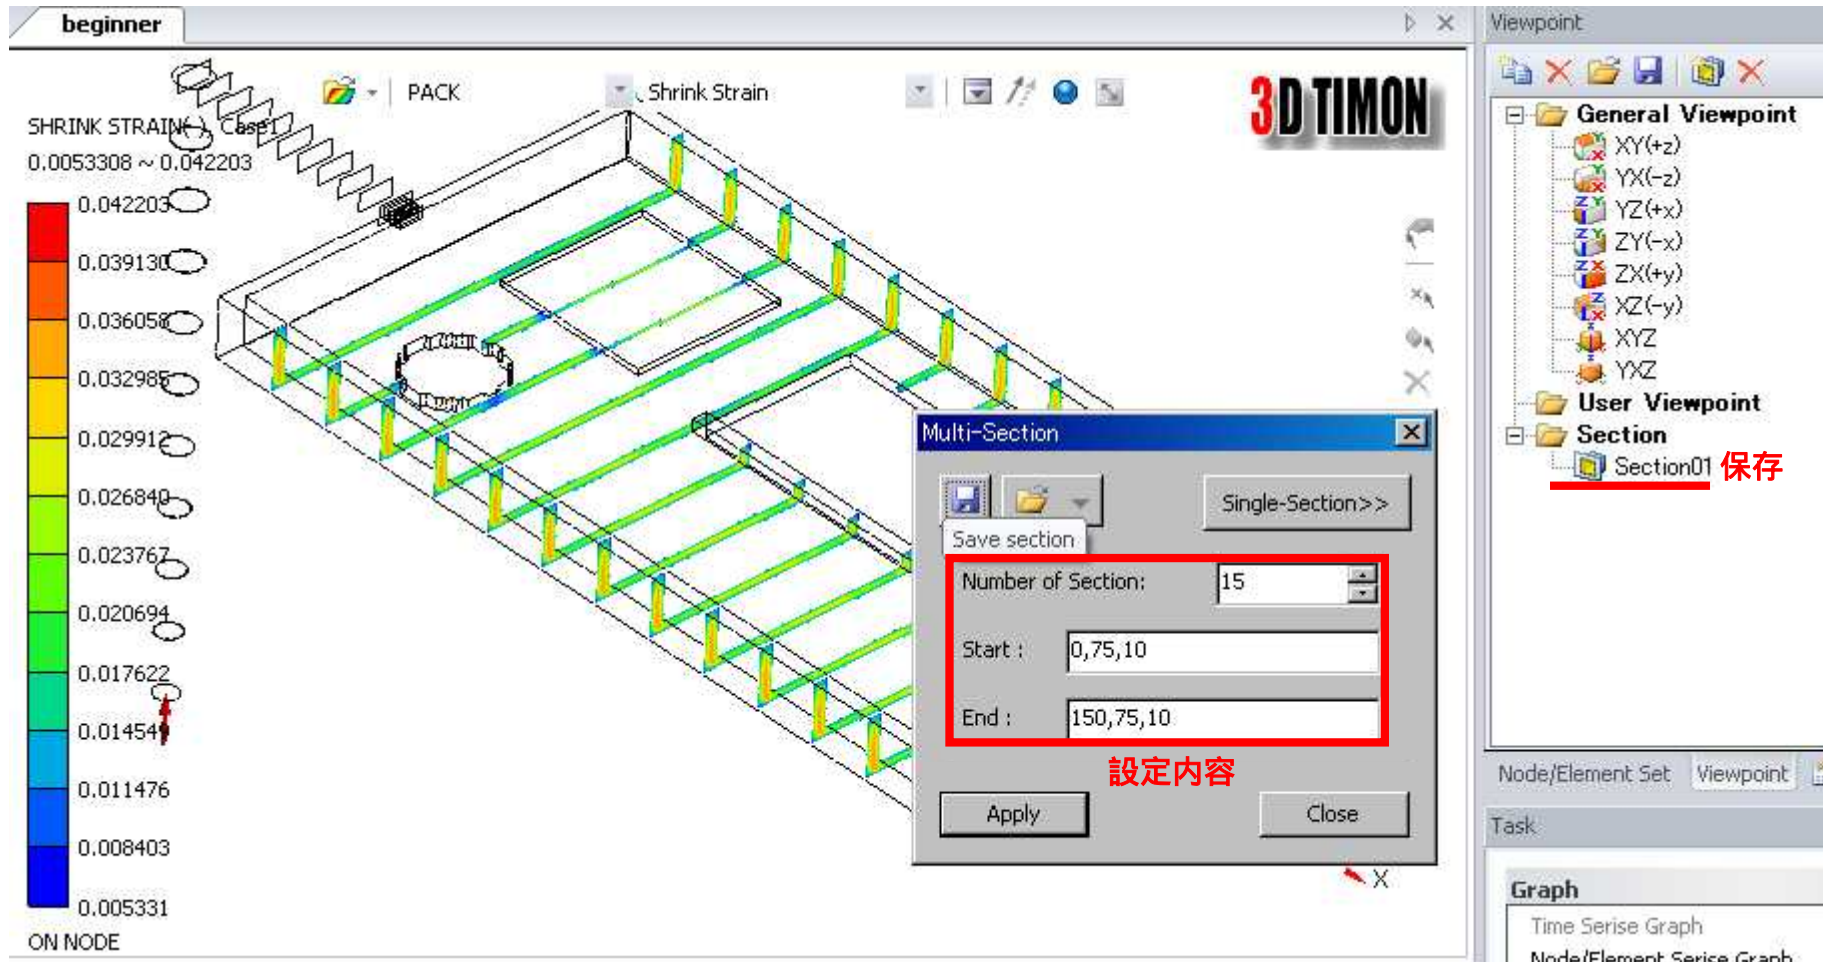 beginner
PACK
Shrink Strain
3D TIMON
SHRINK STRAIN( ), Case1
0.0053308 ~ 0.042203
0.042203
0.039130
0.036058
0.032985
0.029912
0.026840
0.023767
0.020694
0.017622
0.014549
0.011476
0.008403
0.005331
ON NODE
X
Multi-Section
Single-Section>>
Save section
Number of Section:
15
Start :
0,75,10
End :
150,75,10
設定内容
Apply
Close
Viewpoint
General Viewpoint
XY(+z)
YX(-z)
YZ(+x)
ZY(-x)
ZX(+y)
XZ(-y)
XYZ
YXZ
User Viewpoint
Section
Section01 保存
Node/Element Set
Viewpoint
Task
Graph
Time Serise Graph
Node/Element Serise Graph